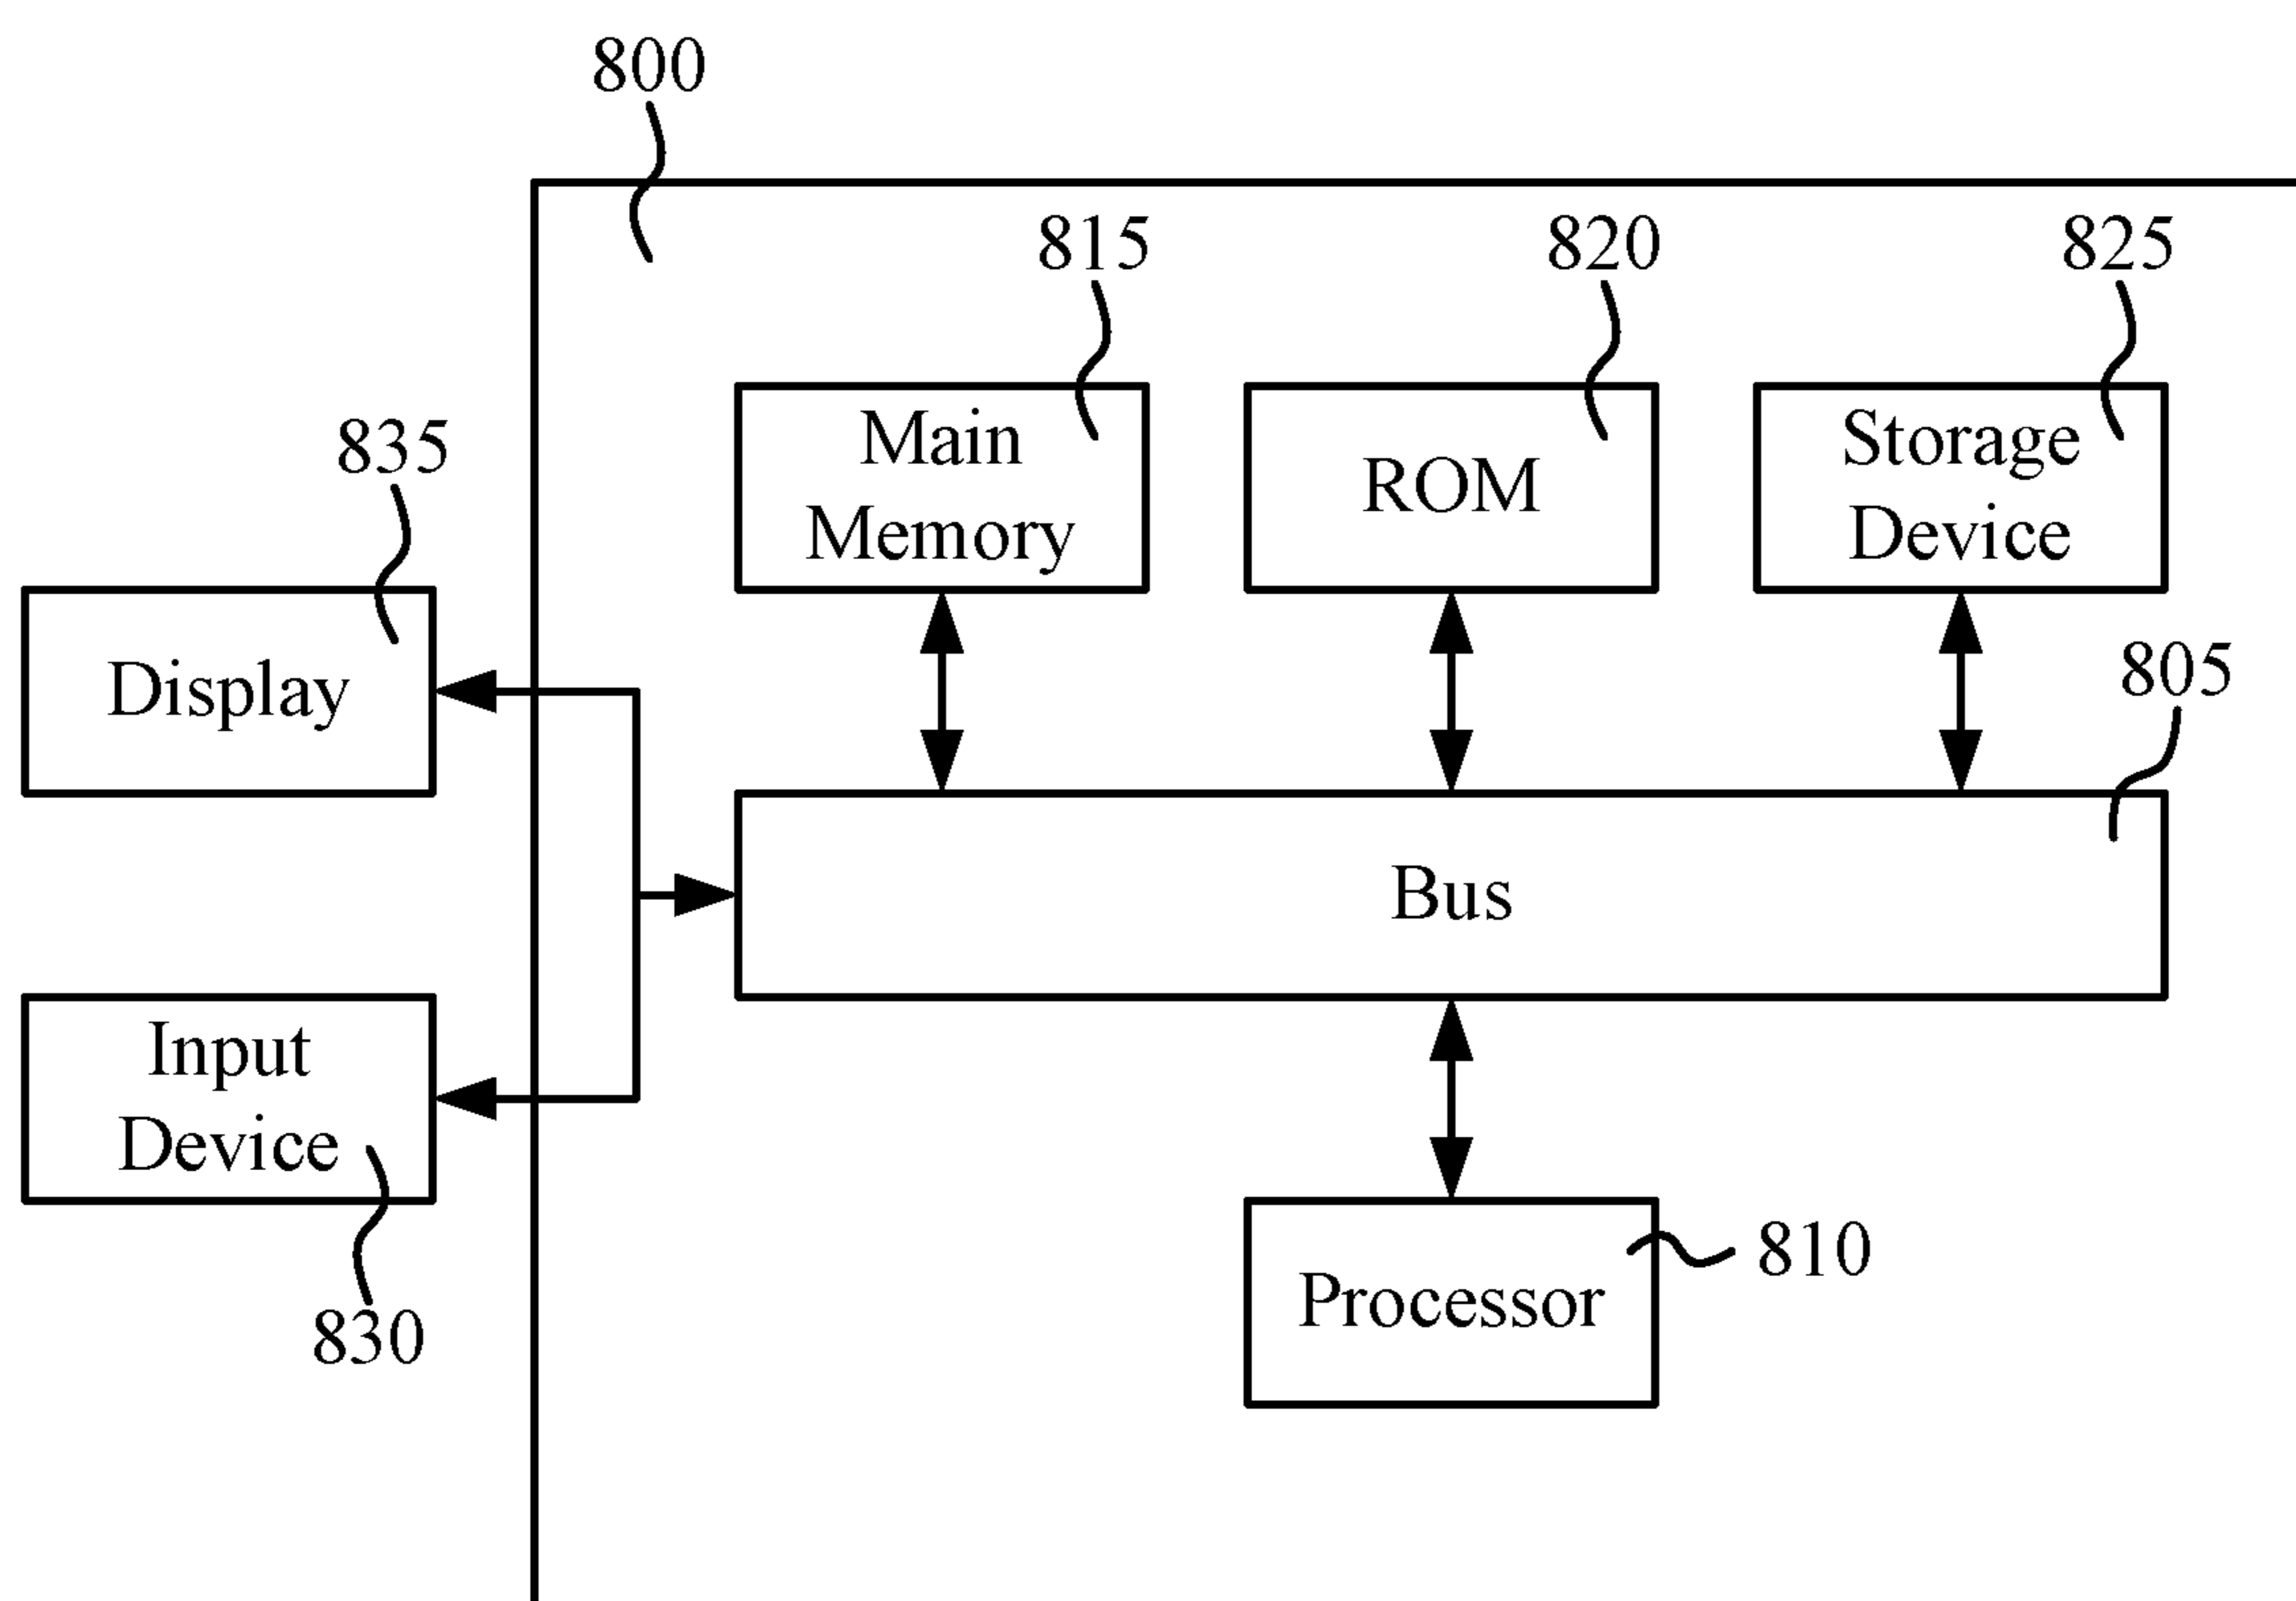 800
815
820
825
835
Main
Memory
ROM
Storage
Device
805
Display
Bus
Input
Device
810
Processor
830